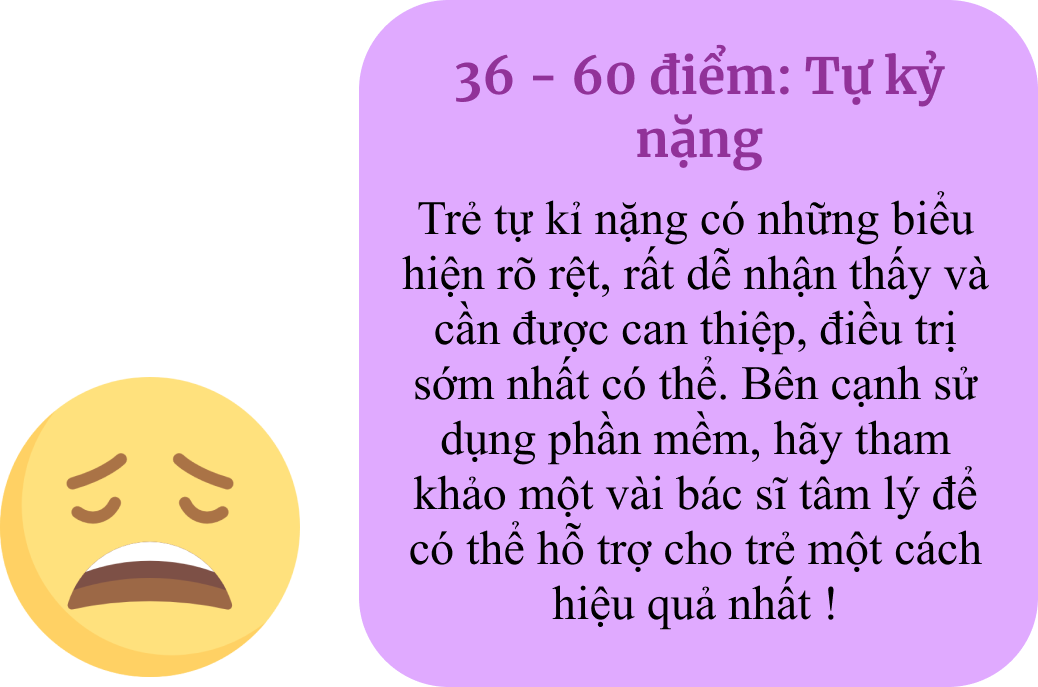 36 - 60 điểm: Tự kỷ
nặng
Trẻ tự kỉ nặng có những biểu
hiện rõ rệt, rất dễ nhận thấy và
cần được can thiệp, điều trị
sớm nhất có thể. Bên cạnh sử
dụng phần mềm, hãy tham
khảo một vài bác sĩ tâm lý để
có thể hỗ trợ cho trẻ một cách
hiệu quả nhất !